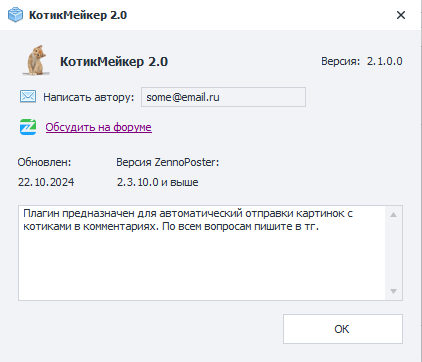 КотикМейкер 2.0
КотикМейкер 2.0
Версия: 2.1.0.0
Написать автору: some@email.ru
Обсудить на форуме
Обновлен: Версия ZennoPoster:
22.10.2024 2.3.10.0 и выше
Плагин предназначен для автоматический отправки картинок с
котиками в комментариях. По всем вопросам пишите в тг.
OK